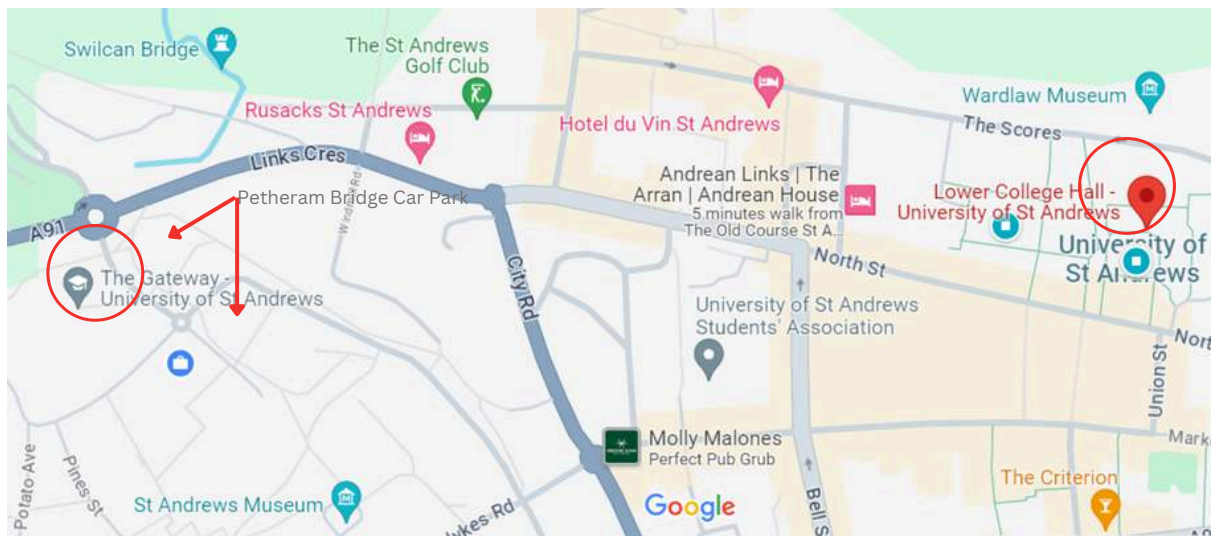 Swilcan Bridge
The St Andrews
Golf Club
Rusacks St Andrews
Hotel du Vin St Andrews
Wardlaw Museum
The Scores
Links Cres
Andrean Links | The
Arran | Andrean House
5 minutes walk from
The Old Course St A...
Lower College Hall -
University of St Andrews
Petheram Bridge Car Park
A91
University of
St Andrews
The Gateway -
University of St Andrews
North St
City Rd
University of St Andrews
Students' Association
North
Union St
Molly Malones
Perfect Pub Grub
Mark
The Criterion
Potato Ave
Pipes St
St Andrews Museum
ykes Rd
Google
Bell S